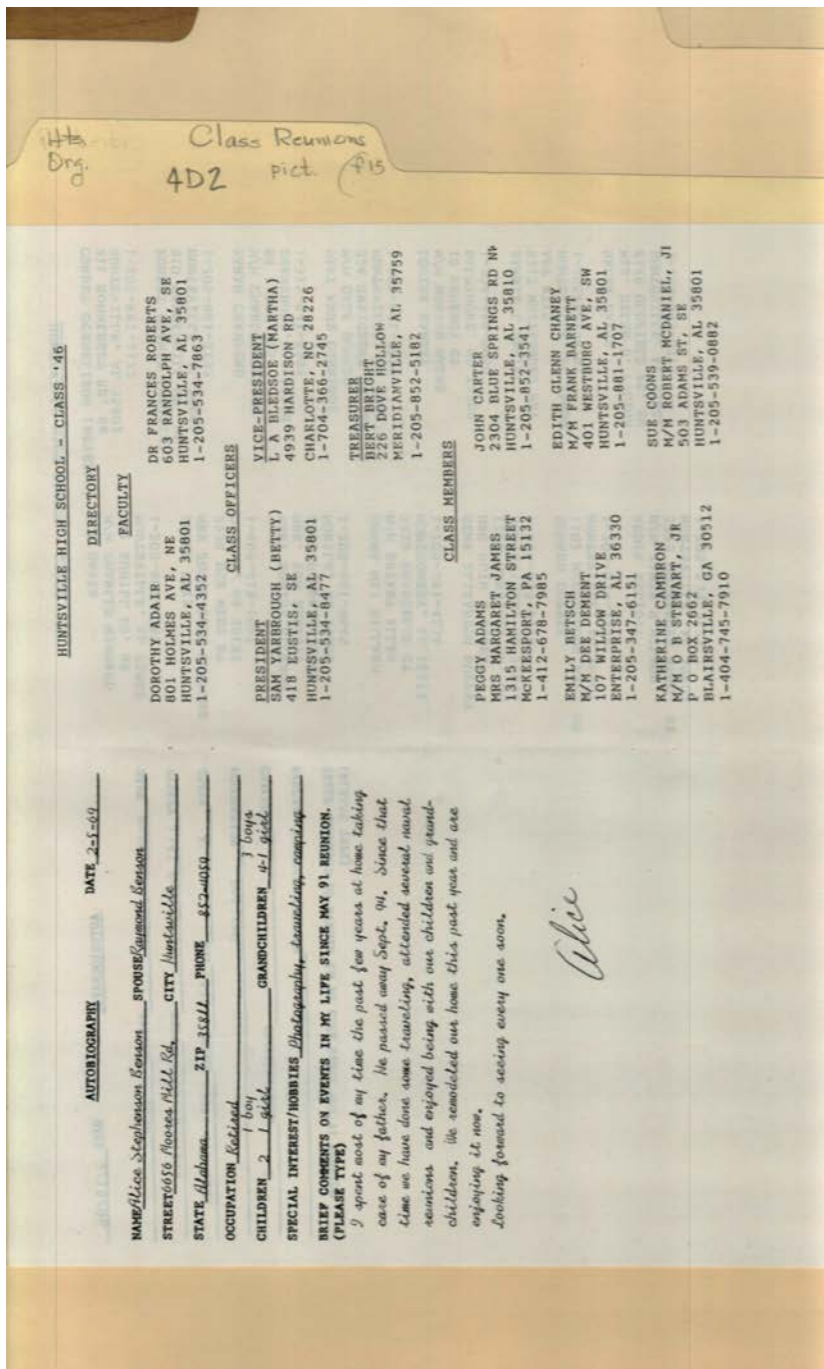 Class Reunions
Org.
4D2 pict.
AUTOBIOGRAPHY DATE 2-5-09
NAME Alice Stephenson Benson SPOUSE Raymond Benson
STREET 6656 Moores Mill Rd. CITY Huntsville
STATE Alabama ZIP 35811 PHONE 852-4059
OCCUPATION Retired
1 boy 3 boys
CHILDREN 2 1 girl GRANDCHILDREN 4-1 girl
SPECIAL INTEREST/HOBBIES Photography, traveling, camping
BRIEF COMMENTS ON EVENTS IN MY LIFE SINCE MAY 91 REUNION.
(PLEASE TYPE)
I spent most of my time the past few years at home taking
care of my father. He passed away Sept. 94. Since that
time we have done some traveling, attended several naval
reunions and enjoyed being with our children and grand-
children. We remodeled our home this past year and are
enjoying it now.
Looking forward to seeing every one soon.
Alice
HUNTSVILLE HIGH SCHOOL - CLASS '46
DIRECTORY
FACULTY
DOROTHY ADAIR
801 HOLMES AVE, NE
HUNTSVILLE, AL 35801
1-205-534-4352
DR FRANCES ROBERTS
603 RANDOLPH AVE, SE
HUNTSVILLE, AL 35801
1-205-534-7863
CLASS OFFICERS
PRESIDENT
SAM YARBROUGH (BETTY)
418 EUSTIS, SE
HUNTSVILLE, AL 35801
1-205-534-8477
VICE-PRESIDENT
L A BLEDSOE (MARTHA)
4939 HARDISON RD
CHARLOTTE, NC 28226
1-704-366-2745
TREASURER
BERT BRIGHT
226 DOVE HOLLOW
MERIDIANVILLE, AL 35759
1-205-852-5182
CLASS MEMBERS
PEGGY ADAMS
MRS MARGARET JAMES
1315 HAMILTON STREET
McKEESPORT, PA 15132
1-412-678-7985
JOHN CARTER
2304 BLUE SPRINGS RD NW
HUNTSVILLE, AL 35810
1-205-852-3541
EMILY BETSCH
M/M DEE DEMENT
107 WILLOW DRIVE
ENTERPRISE, AL 36330
1-205-347-6151
EDITH GLENN CHANEY
M/M FRANK BARNETT
401 WESTBURG AVE, SW
HUNTSVILLE, AL 35801
1-205-881-1707
KATHERINE CAMBRON
M/M O B STEWART, JR
P O BOX 2662
BLAIRSVILLE, GA 30512
1-404-745-7910
SUE COONS
M/M ROBERT MCDANIEL, JR
503 ADAMS ST, SE
HUNTSVILLE, AL 35801
1-205-539-0882